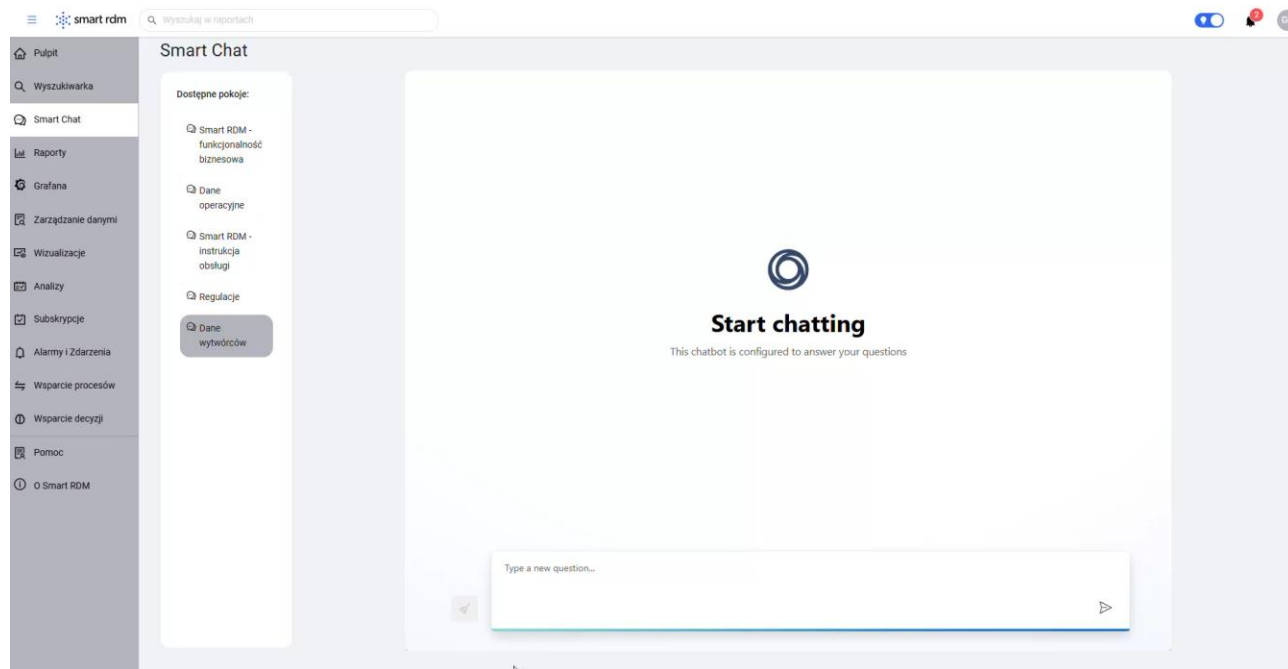 smart rdm
Wyszukaj w raportach
Pulpit
Wyszukiwarka
Smart Chat
Raporty
Grafana
Zarządzanie danymi
Wizualizacje
Analizy
Subskrypcje
Alarmy i Zdarzenia
Wsparcie procesów
Wsparcie decyzji
Pomoc
O Smart RDM
Smart Chat
Dostępne pokoje:
Smart RDM -
funkcjonalność
biznesowa
Dane
operacyjne
Smart RDM -
instrukcja
obsługi
Regulacje
Dane
wytwórców
Start chatting
This chatbot is configured to answer your questions
Type a new question...